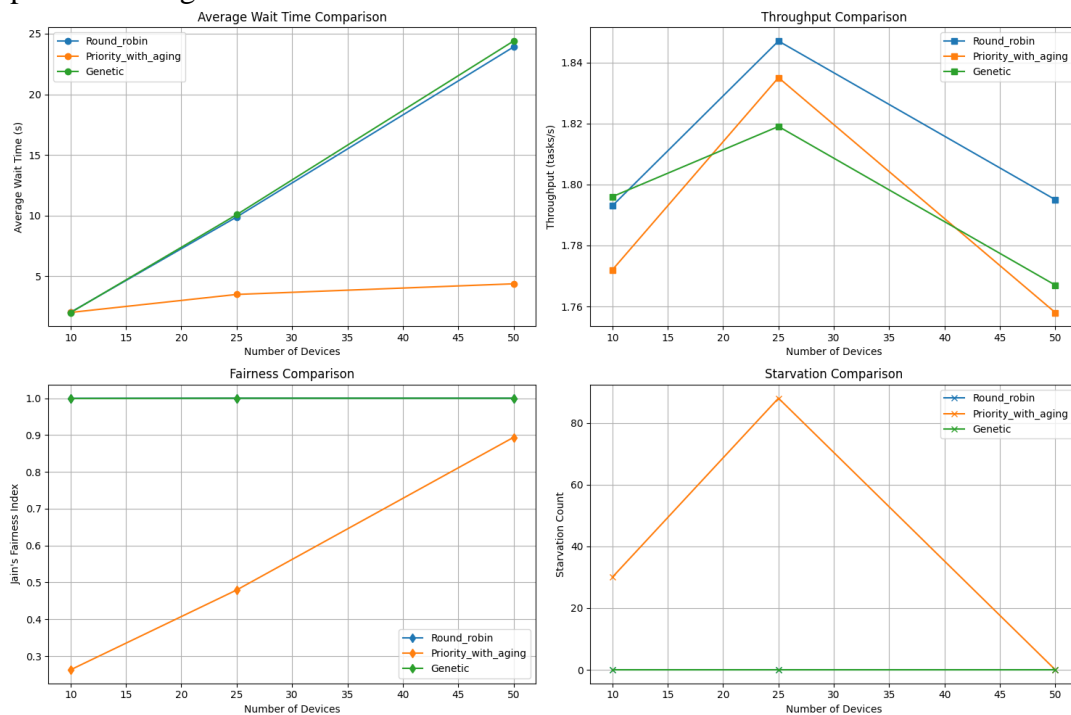 Average Wait Time Comparison
Round_robin
Priority_with_aging
Genetic
25
20
15
10
5
Average Wait Time (s)
10 15 20 25 30 35 40 45 50
Number of Devices
Throughput Comparison
Round_robin
Priority_with_aging
Genetic
1.84
1.82
1.80
1.78
1.76
Throughput (tasks/s)
10 15 20 25 30 35 40 45 50
Number of Devices
Fairness Comparison
1.0
0.9
0.8
0.7
0.6
0.5
0.4
0.3
Jain's Fairness Index
Round_robin
Priority_with_aging
Genetic
10 15 20 25 30 35 40 45 50
Number of Devices
Starvation Comparison
Round_robin
Priority_with_aging
Genetic
80
60
40
20
0
Starvation Count
10 15 20 25 30 35 40 45 50
Number of Devices